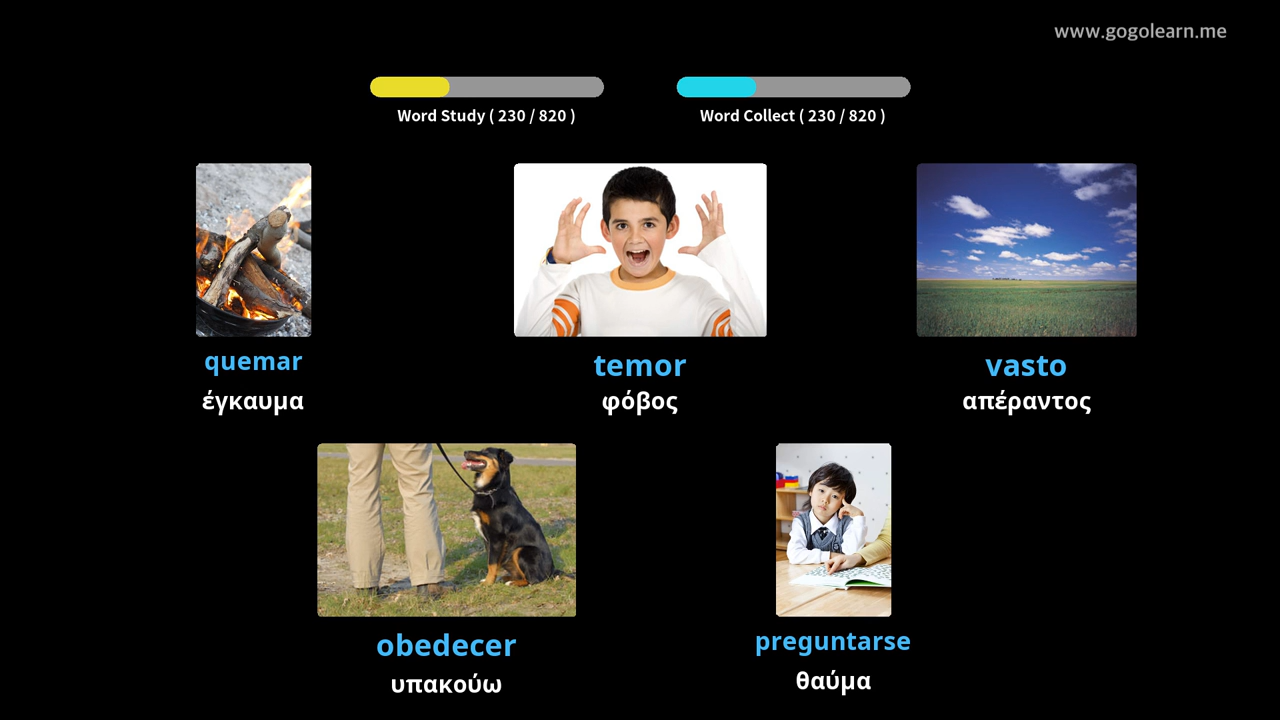 www.gogolearn.me
Word Study ( 230 / 820 )
Word Collect ( 230 / 820 )
quemar
έγκαυμα
temor
φόβος
vasto
απέραντος
obedecer
υπακούω
preguntarse
θαύμα